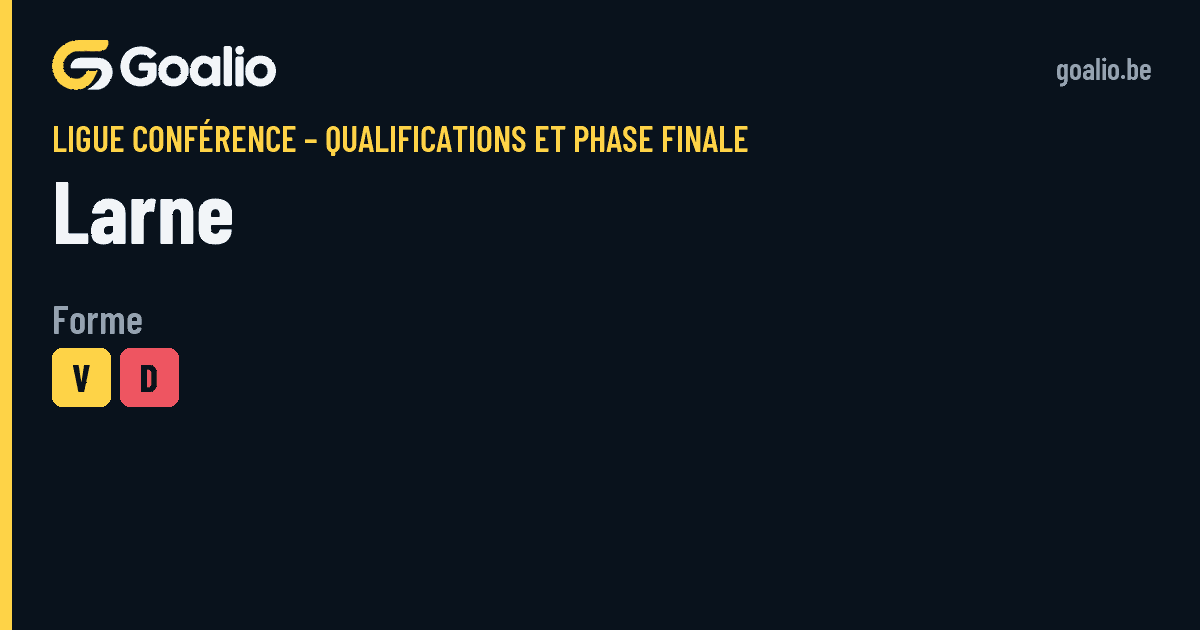 Goalio
goalio.be
LIGUE CONFÉRENCE – QUALIFICATIONS ET PHASE FINALE
Larne
Forme
V D